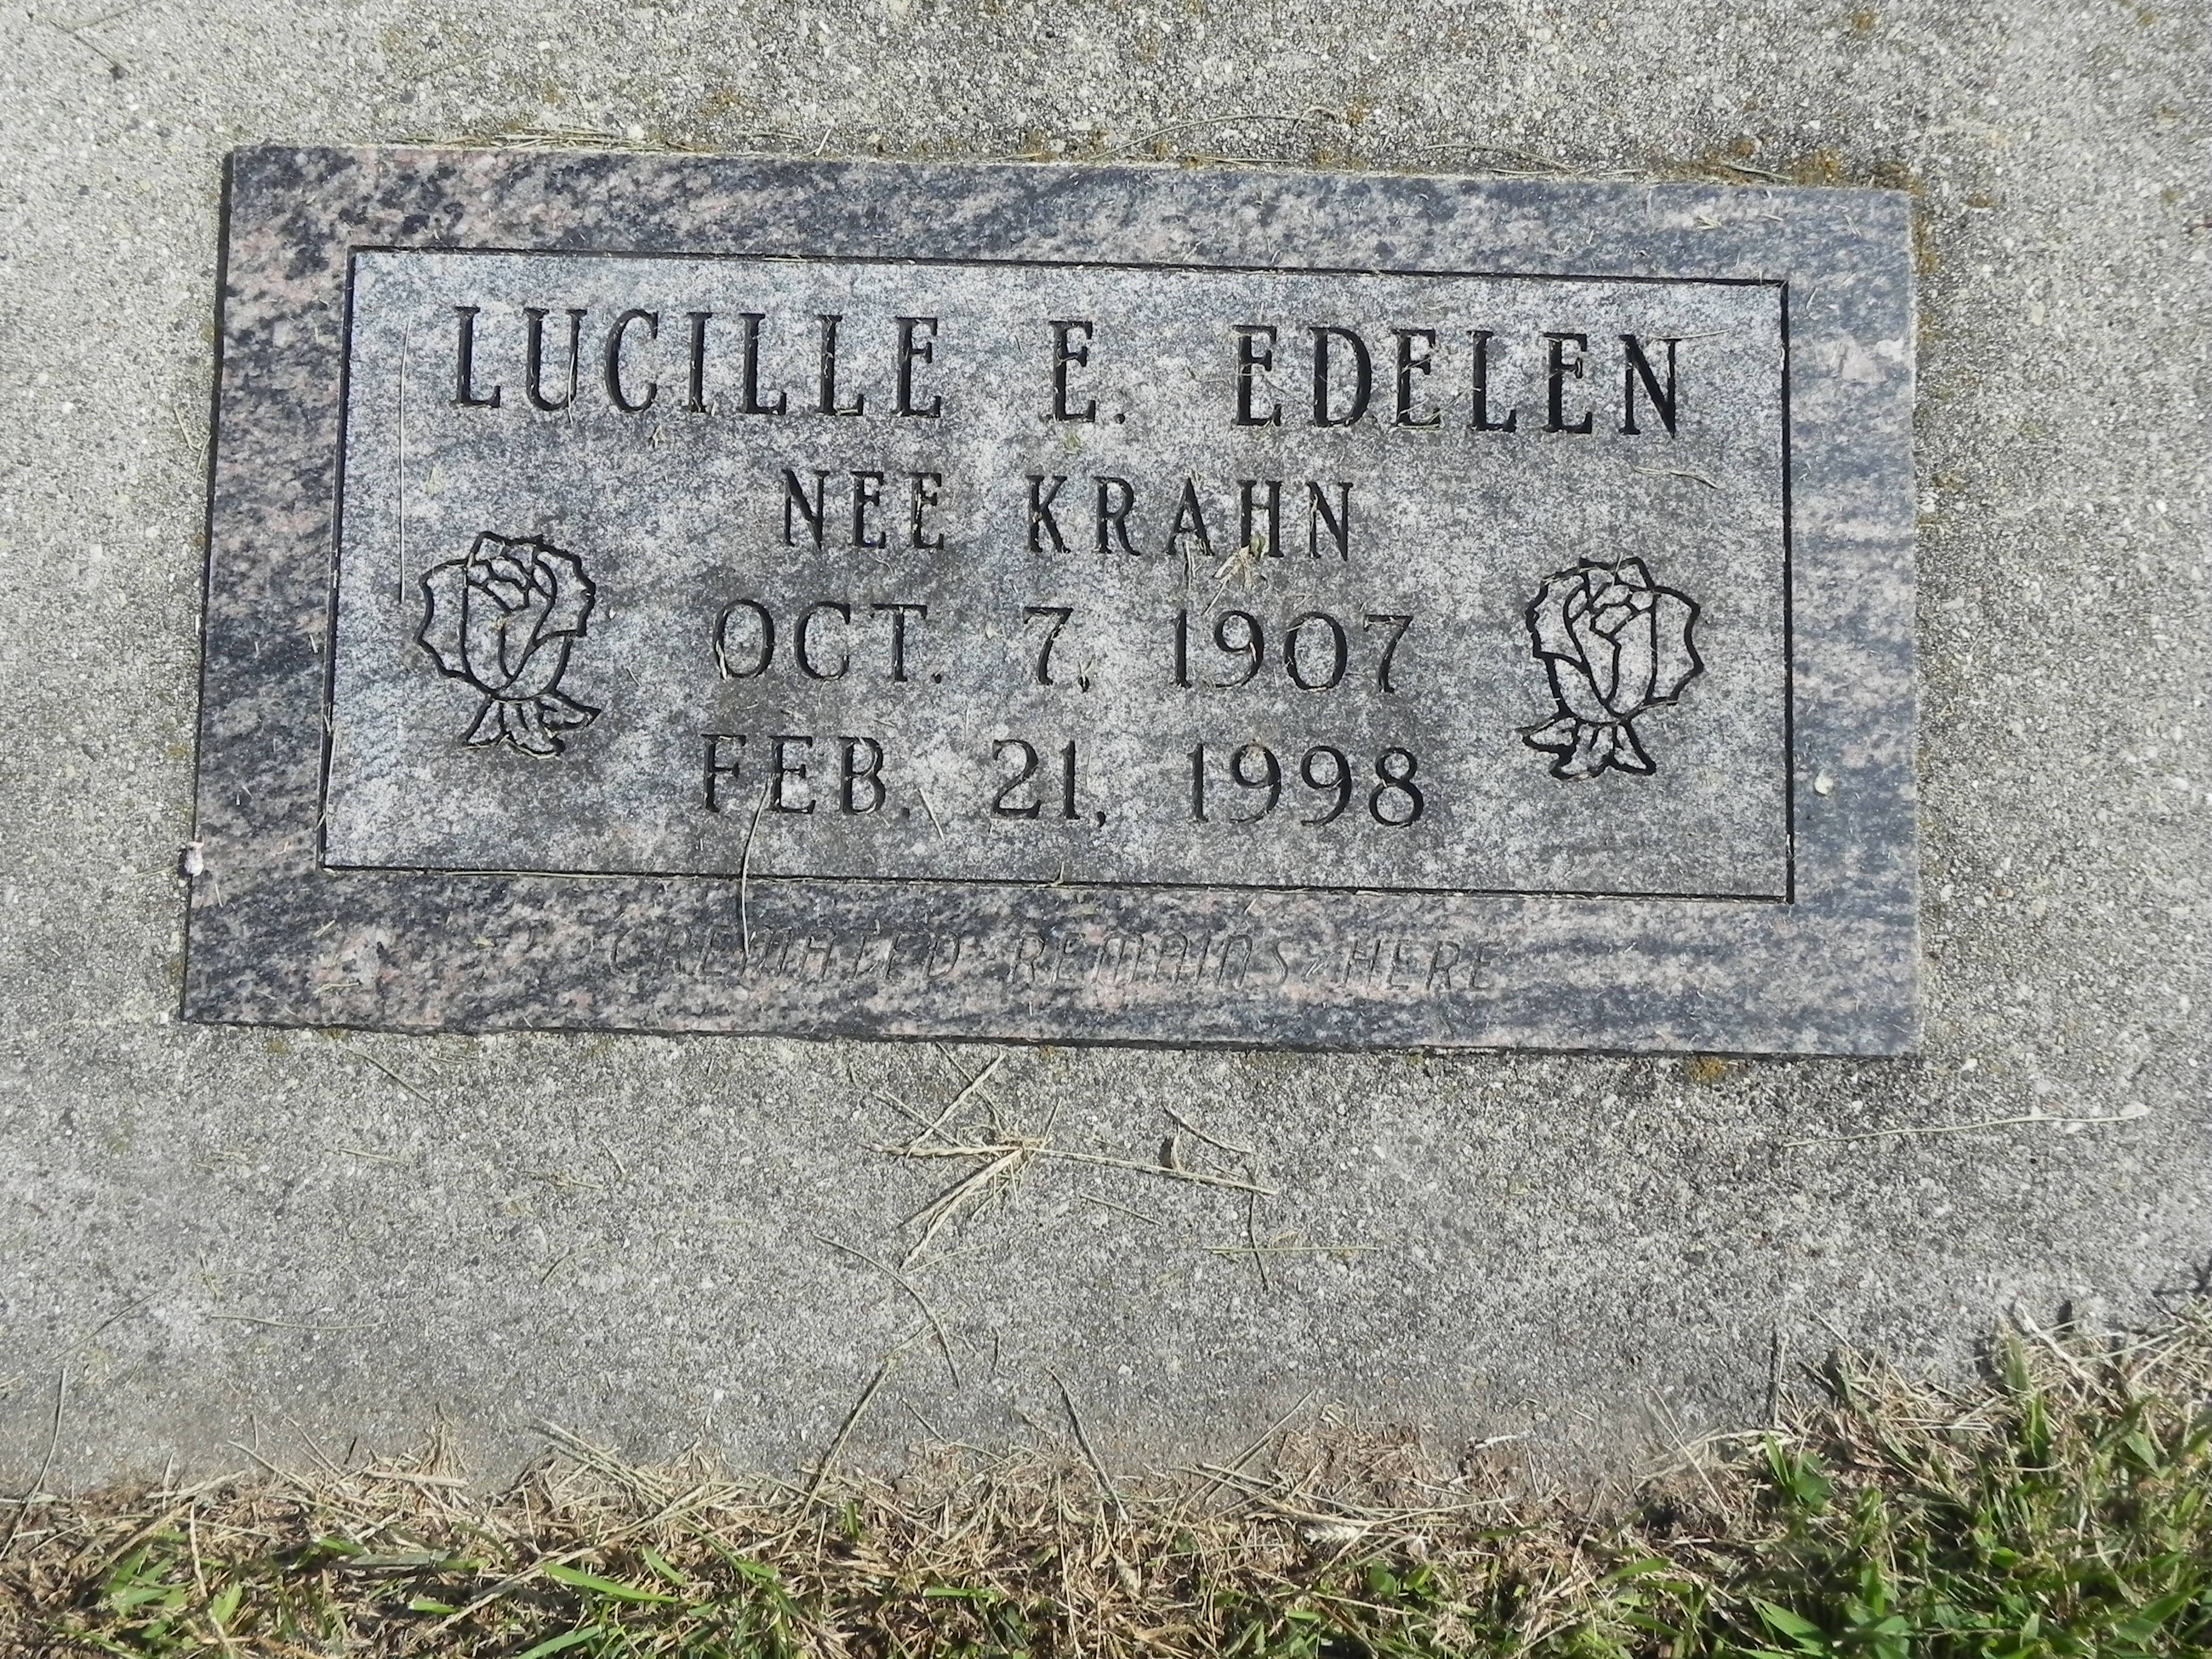 LUCILLE E. EDELEN
NEE KRAHN
OCT. 7, 1907
FEB. 21, 1998
CREMATED REMAINS HERE